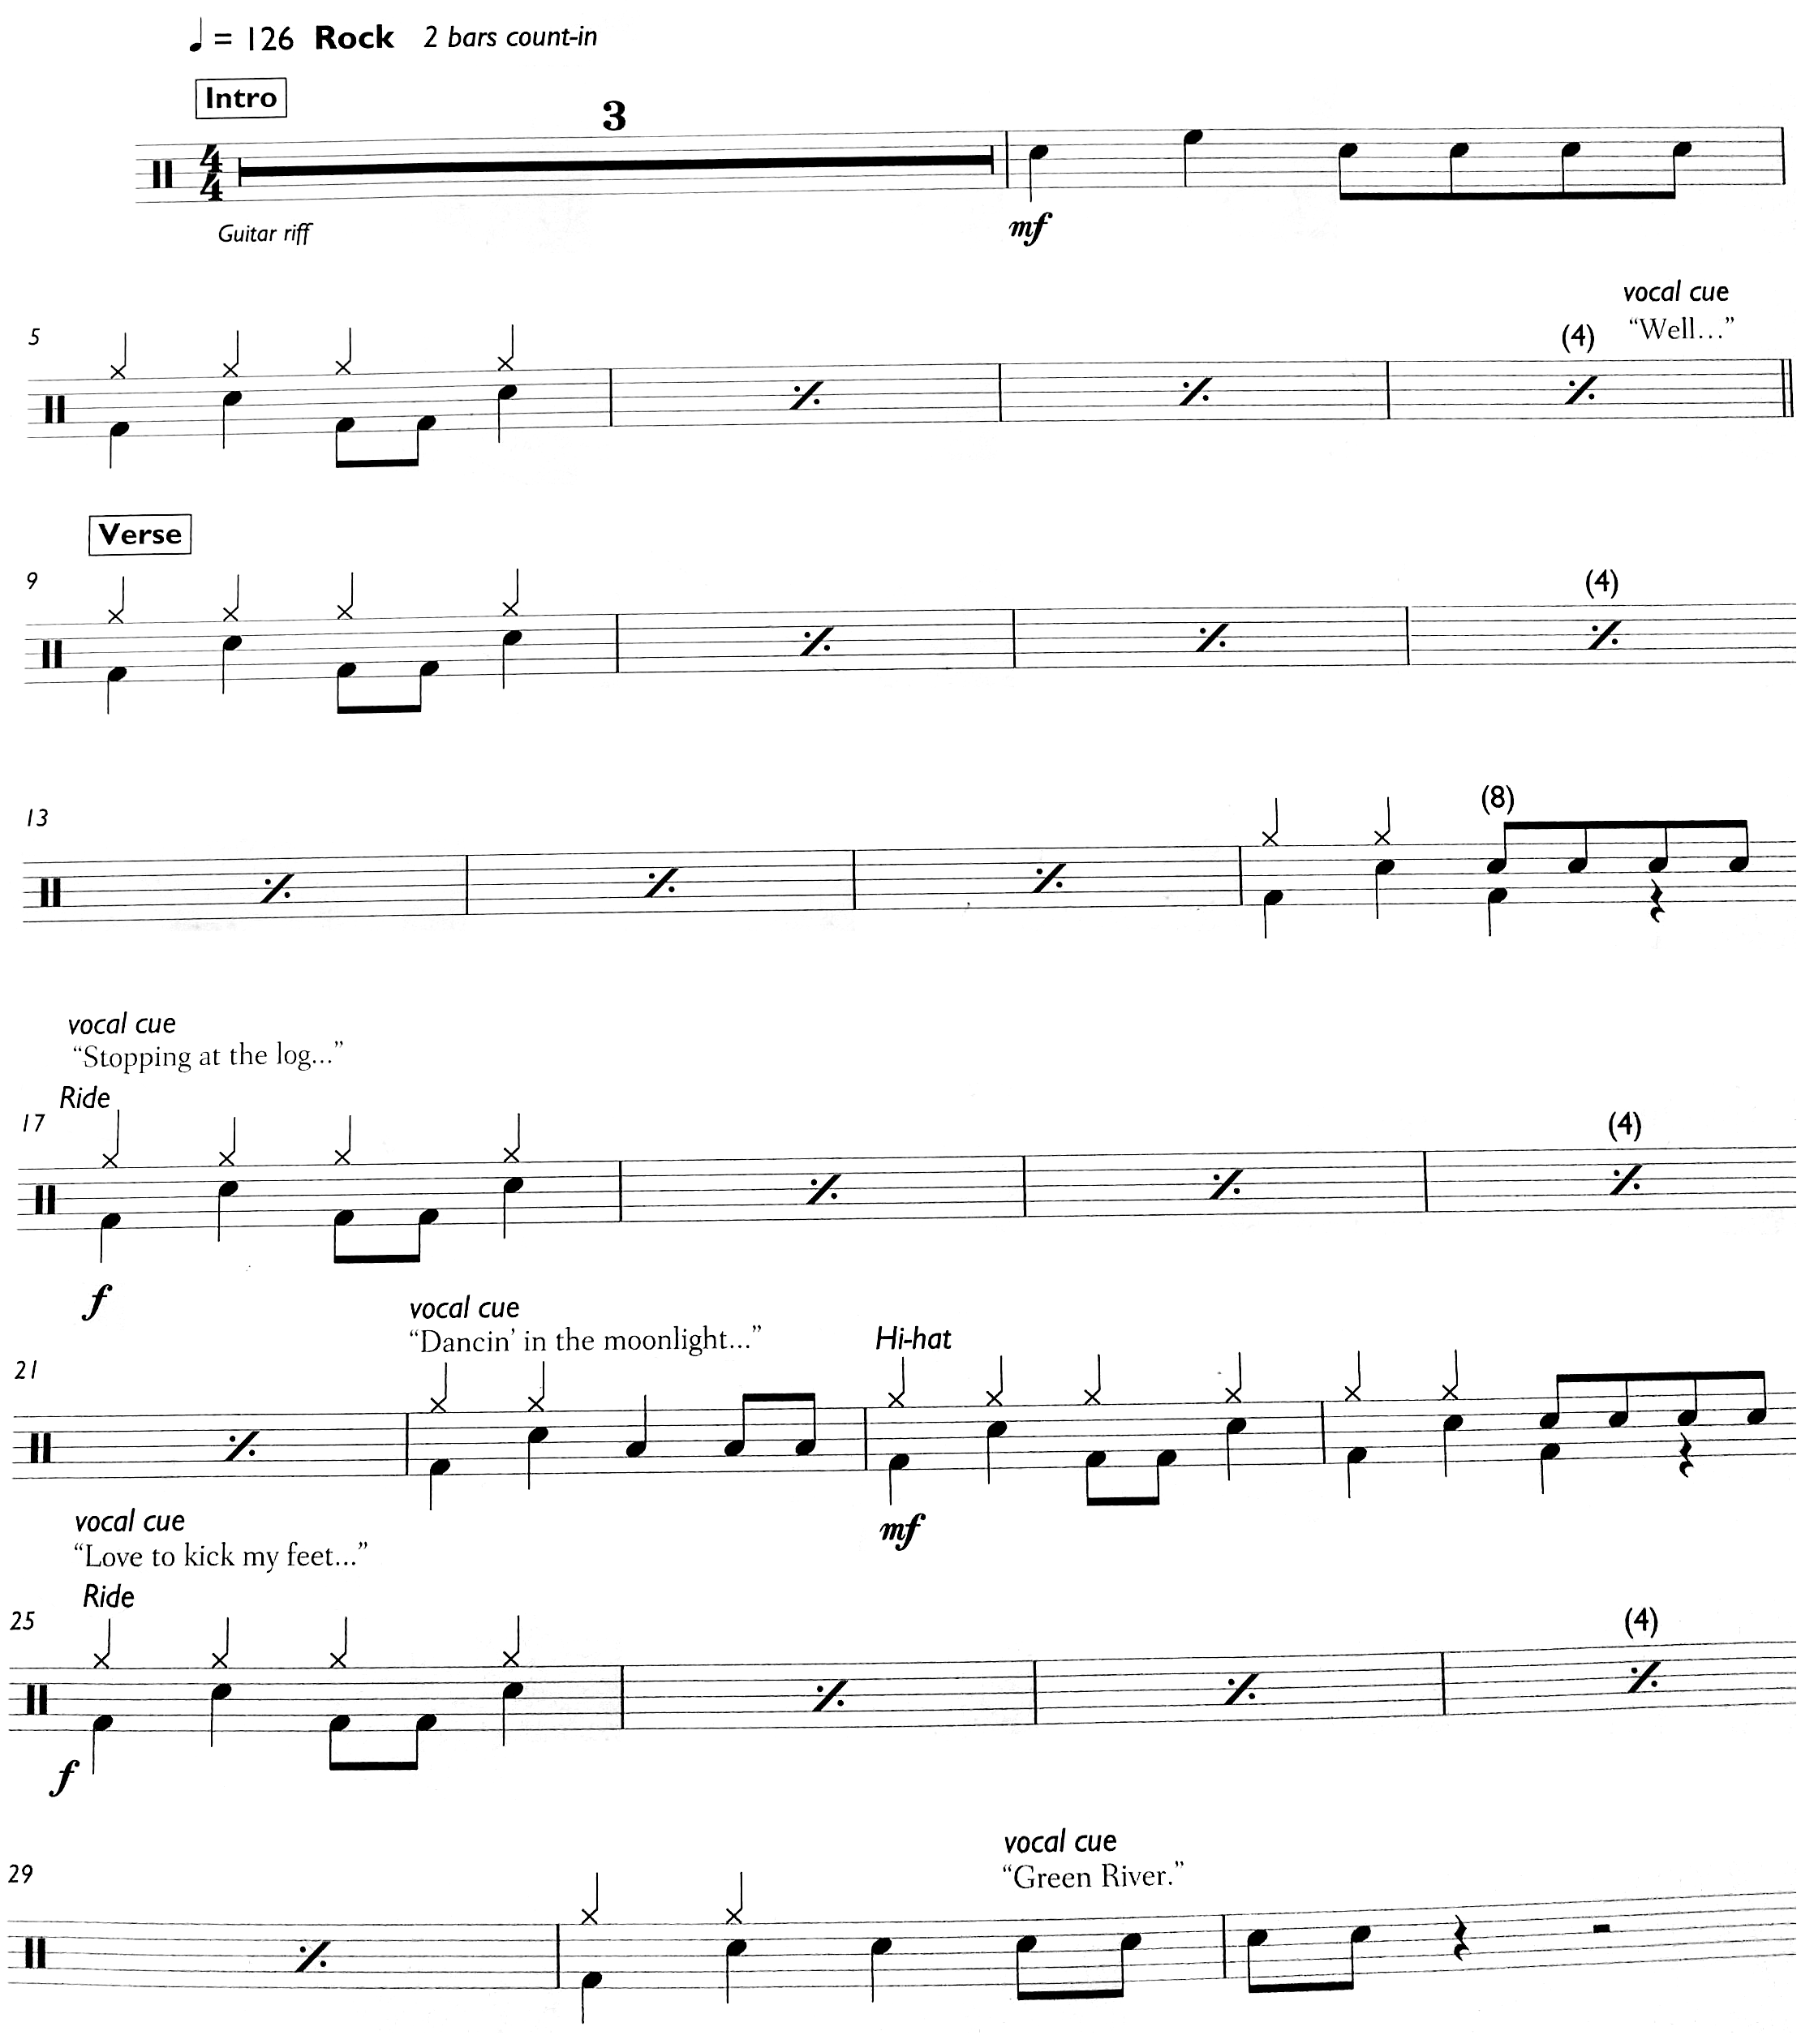 ♩ = 126 Rock 2 bars count-in
Intro
3
4
4
Guitar riff
mf
vocal cue
5
(4)
“Well...”
Verse
9
(4)
13
(8)
vocal cue
“Stopping at the log...”
Ride
17
(4)
f
vocal cue
“Dancin’ in the moonlight...”
Hi-hat
21
mf
vocal cue
“Love to kick my feet...”
Ride
25
(4)
f
vocal cue
29
“Green River.”